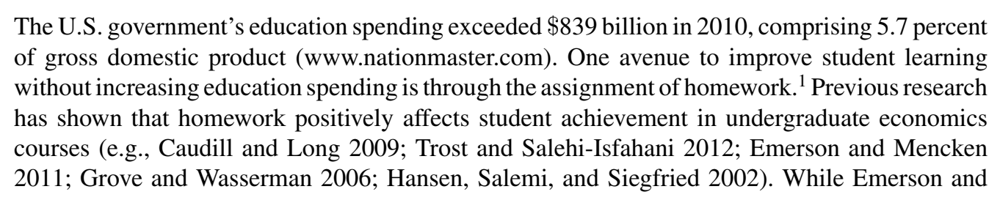 The U.S. government’s education spending exceeded $839 billion in 2010, comprising 5.7 percent
of gross domestic product (www.nationmaster.com). One avenue to improve student learning
without increasing education spending is through the assignment of homework.1 Previous research
has shown that homework positively affects student achievement in undergraduate economics
courses (e.g., Caudill and Long 2009; Trost and Salehi-Isfahani 2012; Emerson and Mencken
2011; Grove and Wasserman 2006; Hansen, Salemi, and Siegfried 2002). While Emerson and